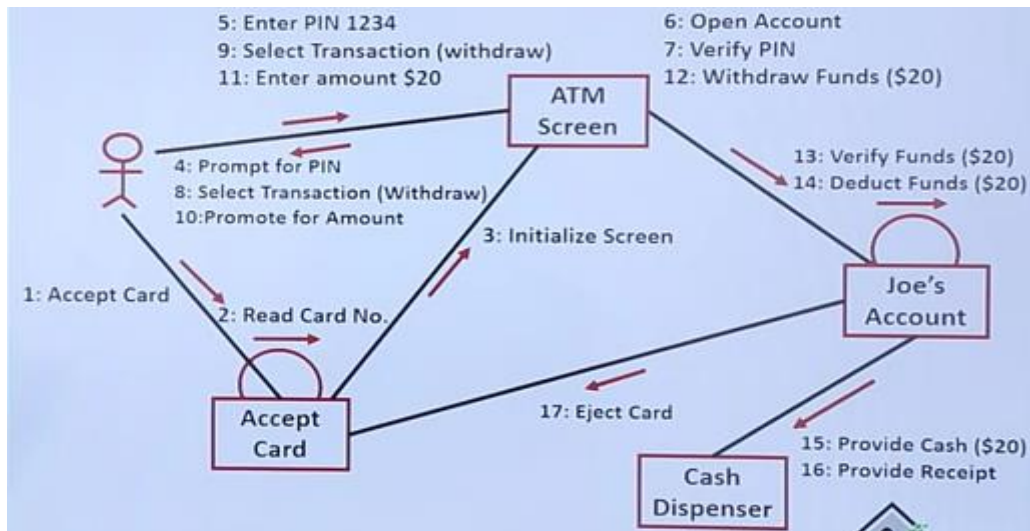 5: Enter PIN 1234
9: Select Transaction (withdraw)
11: Enter amount $20
6: Open Account
7: Verify PIN
12: Withdraw Funds ($20)
ATM
Screen
4: Prompt for PIN
8: Select Transaction (Withdraw)
10:Promote for Amount
13: Verify Funds ($20)
14: Deduct Funds ($20)
3: Initialize Screen
1: Accept Card
2: Read Card No.
Joe's
Account
Accept
Card
17: Eject Card
15: Provide Cash ($20)
16: Provide Receipt
Cash
Dispenser